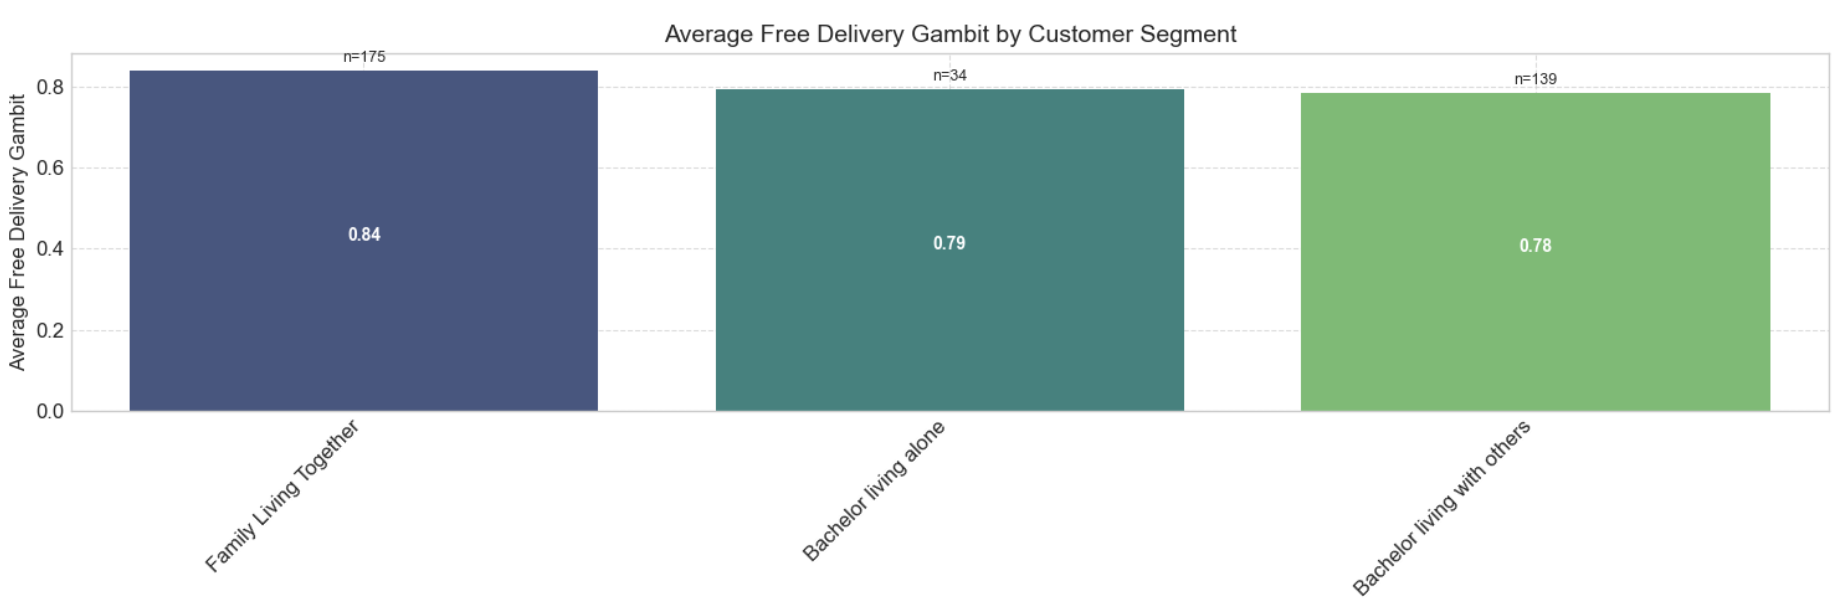 Average Free Delivery Gambit by Customer Segment
Average Free Delivery Gambit
0.8
0.6
0.4
0.2
0.0
n=175
n=34
n=139
0.84
0.79
0.78
Family Living Together
Bachelor living alone
Bachelor living with others